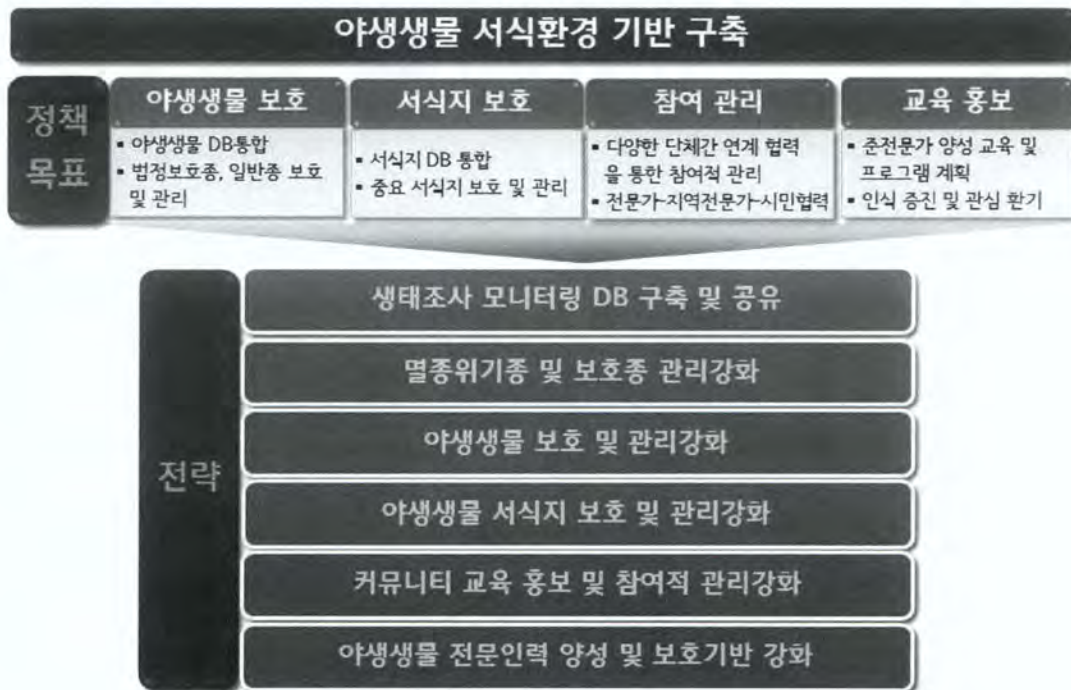 야생생물 서식환경 기반 구축
정책
목표
야생생물 보호
▪ 야생생물 DB통합
▪ 법정보호종, 일반종 보호
및 관리
서식지 보호
▪ 서식지 DB 통합
▪ 중요 서식지 보호 및 관리
참여 관리
▪ 다양한 단체간 연계 협력
을 통한 참여적 관리
▪ 전문가-지역전문가-시민협력
교육 홍보
▪ 준전문가 양성 교육 및
프로그램 계획
▪ 인식 증진 및 관심 환기
전략
생태조사 모니터링 DB 구축 및 공유
멸종위기종 및 보호종 관리강화
야생생물 보호 및 관리강화
야생생물 서식지 보호 및 관리강화
커뮤니티 교육 홍보 및 참여적 관리강화
야생생물 전문인력 양성 및 보호기반 강화